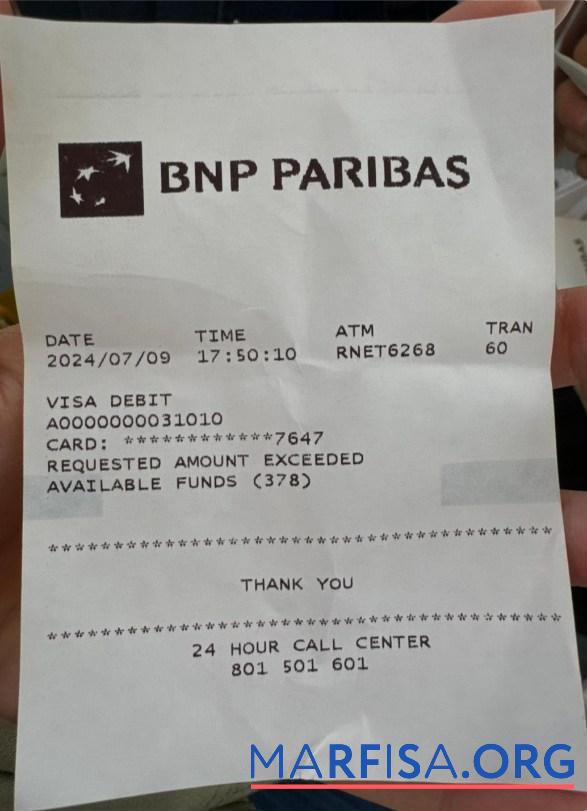 BNP PARIBAS
DATE TIME ATM TRAN
2024/07/09 17:50:10 RNET6268 60
VISA DEBIT
A0000000031010
CARD: ************7647
REQUESTED AMOUNT EXCEEDED
AVAILABLE FUNDS (378)
***************************************
THANK YOU
***************************************
24 HOUR CALL CENTER
801 501 601
MARFISA.ORG